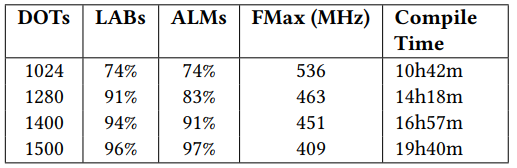 DOTs LABs ALMs FMax (MHz) Compile Time
1024 74% 74% 536 10h42m
1280 91% 83% 463 14h18m
1400 94% 91% 451 16h57m
1500 96% 97% 409 19h40m